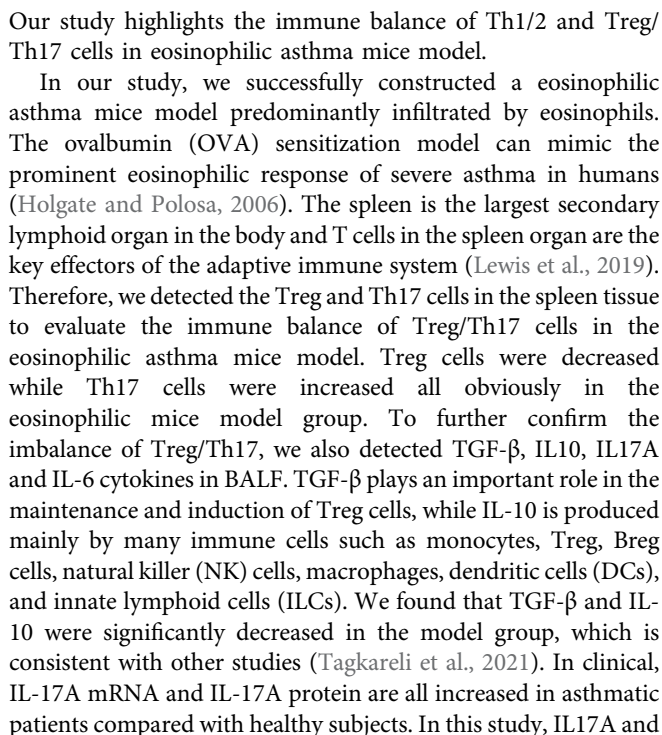 Our study highlights the immune balance of Th1/2 and Treg/
Th17 cells in eosinophilic asthma mice model.
In our study, we successfully constructed a eosinophilic
asthma mice model predominantly infiltrated by eosinophils.
The ovalbumin (OVA) sensitization model can mimic the
prominent eosinophilic response of severe asthma in humans
(Holgate and Polosa, 2006). The spleen is the largest secondary
lymphoid organ in the body and T cells in the spleen organ are the
key effectors of the adaptive immune system (Lewis et al., 2019).
Therefore, we detected the Treg and Th17 cells in the spleen tissue
to evaluate the immune balance of Treg/Th17 cells in the
eosinophilic asthma mice model. Treg cells were decreased
while Th17 cells were increased all obviously in the
eosinophilic mice model group. To further confirm the
imbalance of Treg/Th17, we also detected TGF-β, IL10, IL17A
and IL-6 cytokines in BALF. TGF-β plays an important role in the
maintenance and induction of Treg cells, while IL-10 is produced
mainly by many immune cells such as monocytes, Treg, Breg
cells, natural killer (NK) cells, macrophages, dendritic cells (DCs),
and innate lymphoid cells (ILCs). We found that TGF-β and IL-
10 were significantly decreased in the model group, which is
consistent with other studies (Tagkareli et al., 2021). In clinical,
IL-17A mRNA and IL-17A protein are all increased in asthmatic
patients compared with healthy subjects. In this study, IL17A and